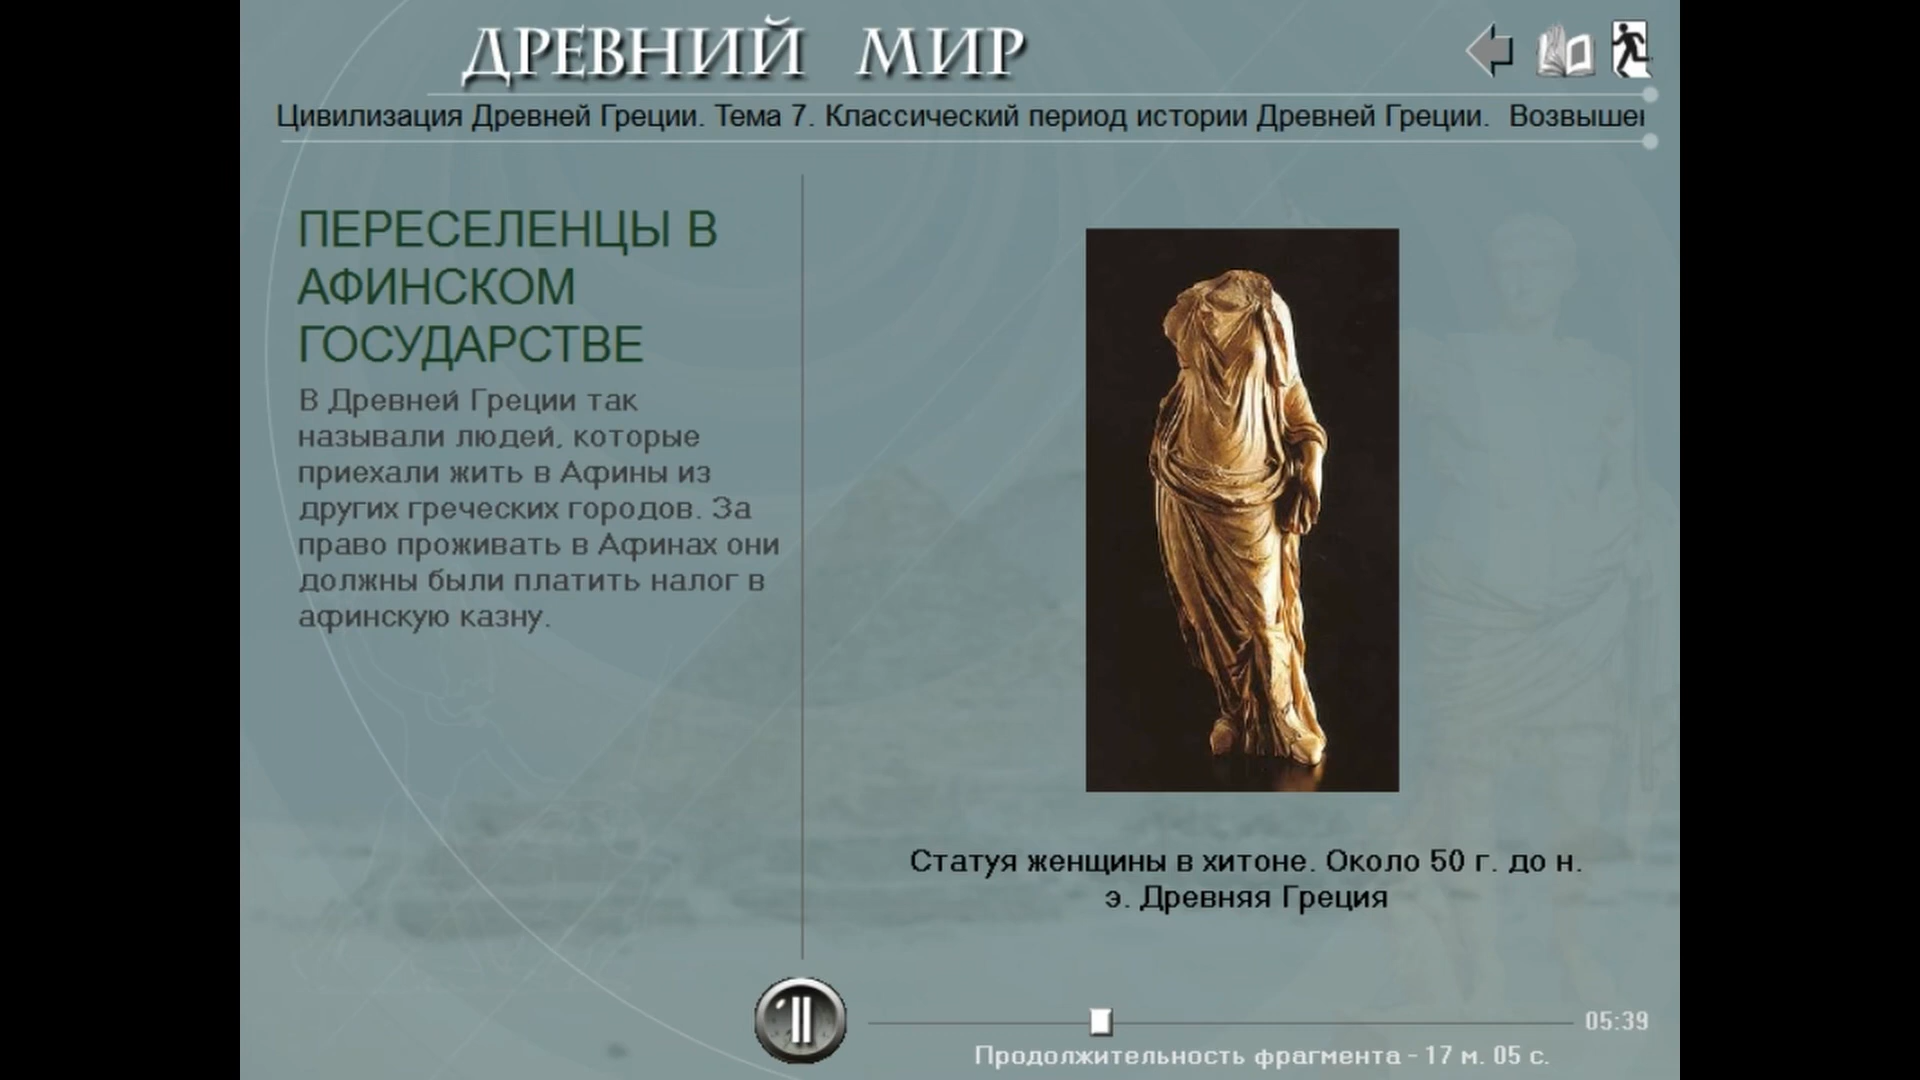 ДРЕВНИЙ МИР
Цивилизация Древней Греции. Тема 7. Классический период истории Древней Греции. Возвышен
ПЕРЕСЕЛЕНЦЫ В
АФИНСКОМ
ГОСУДАРСТВЕ
В Древней Греции так
называли людей, которые
приехали жить в Афины из
других греческих городов. За
право проживать в Афинах они
должны были платить налог в
афинскую казну.
Статуя женщины в хитоне. Около 50 г. до н.
э. Древняя Греция
05:39
Продолжительность фрагмента - 17 м. 05 с.